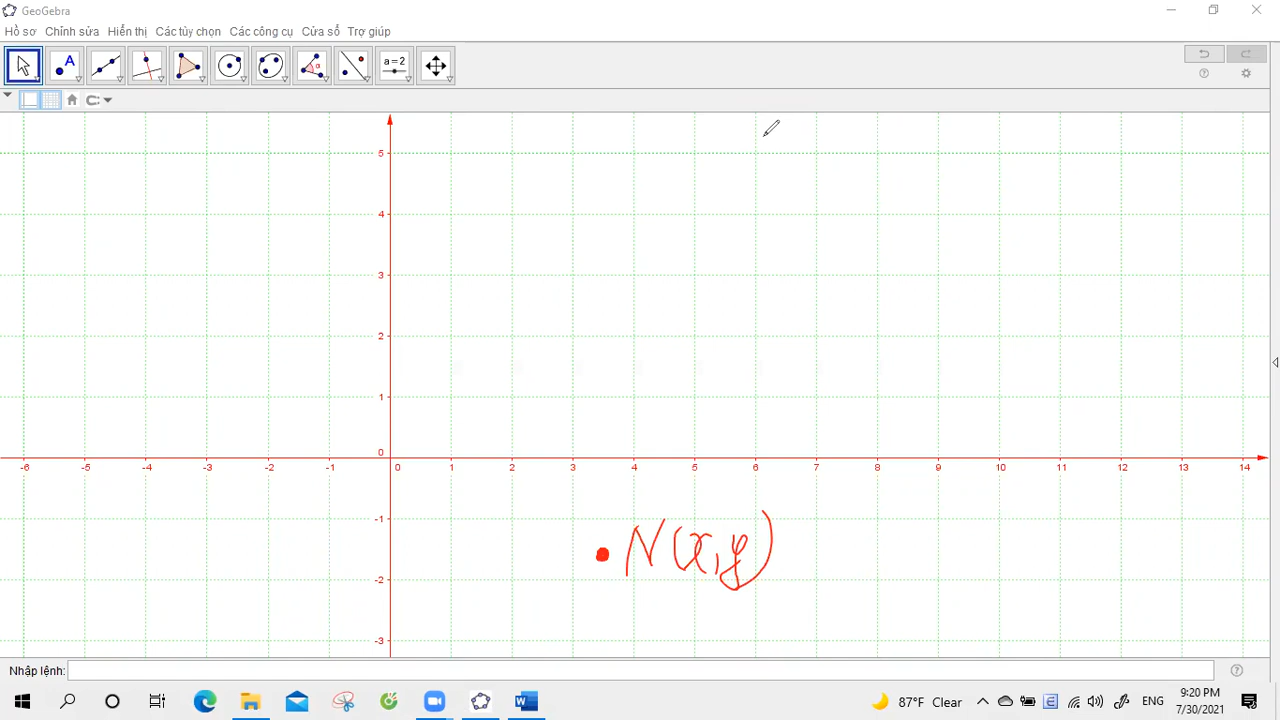 GeoGebra
Hồ sơ Chỉnh sửa Hiển thị Các tùy chọn Các công cụ Cửa sổ Trợ giúp
A
α
a = 2
5
4
3
2
1
0
-6 -5 -4 -3 -2 -1 0 1 2 3 4 5 6 7 8 9 10 11 12 13 14
-1
N(x,y)
-2
-3
Nhập lệnh:
87°F Clear
ENG
9:20 PM
7/30/2021